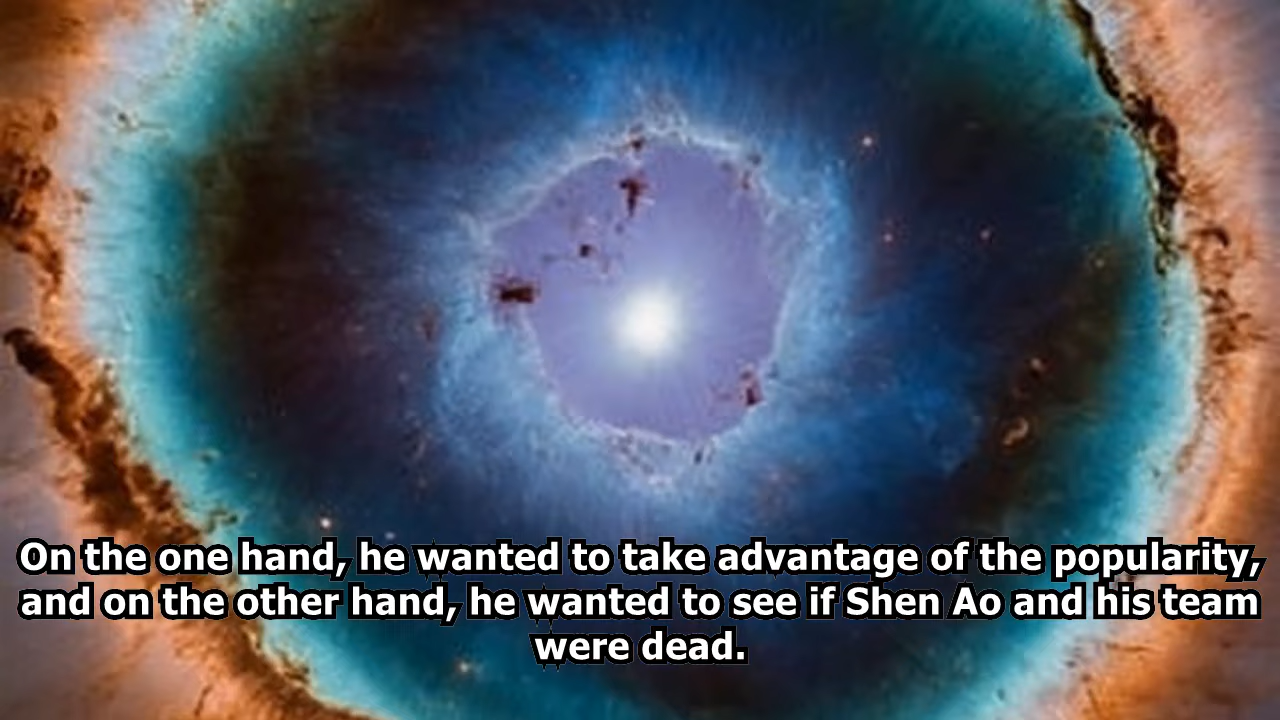 On the one hand, he wanted to take advantage of the popularity,
and on the other hand, he wanted to see if Shen Ao and his team
were dead.